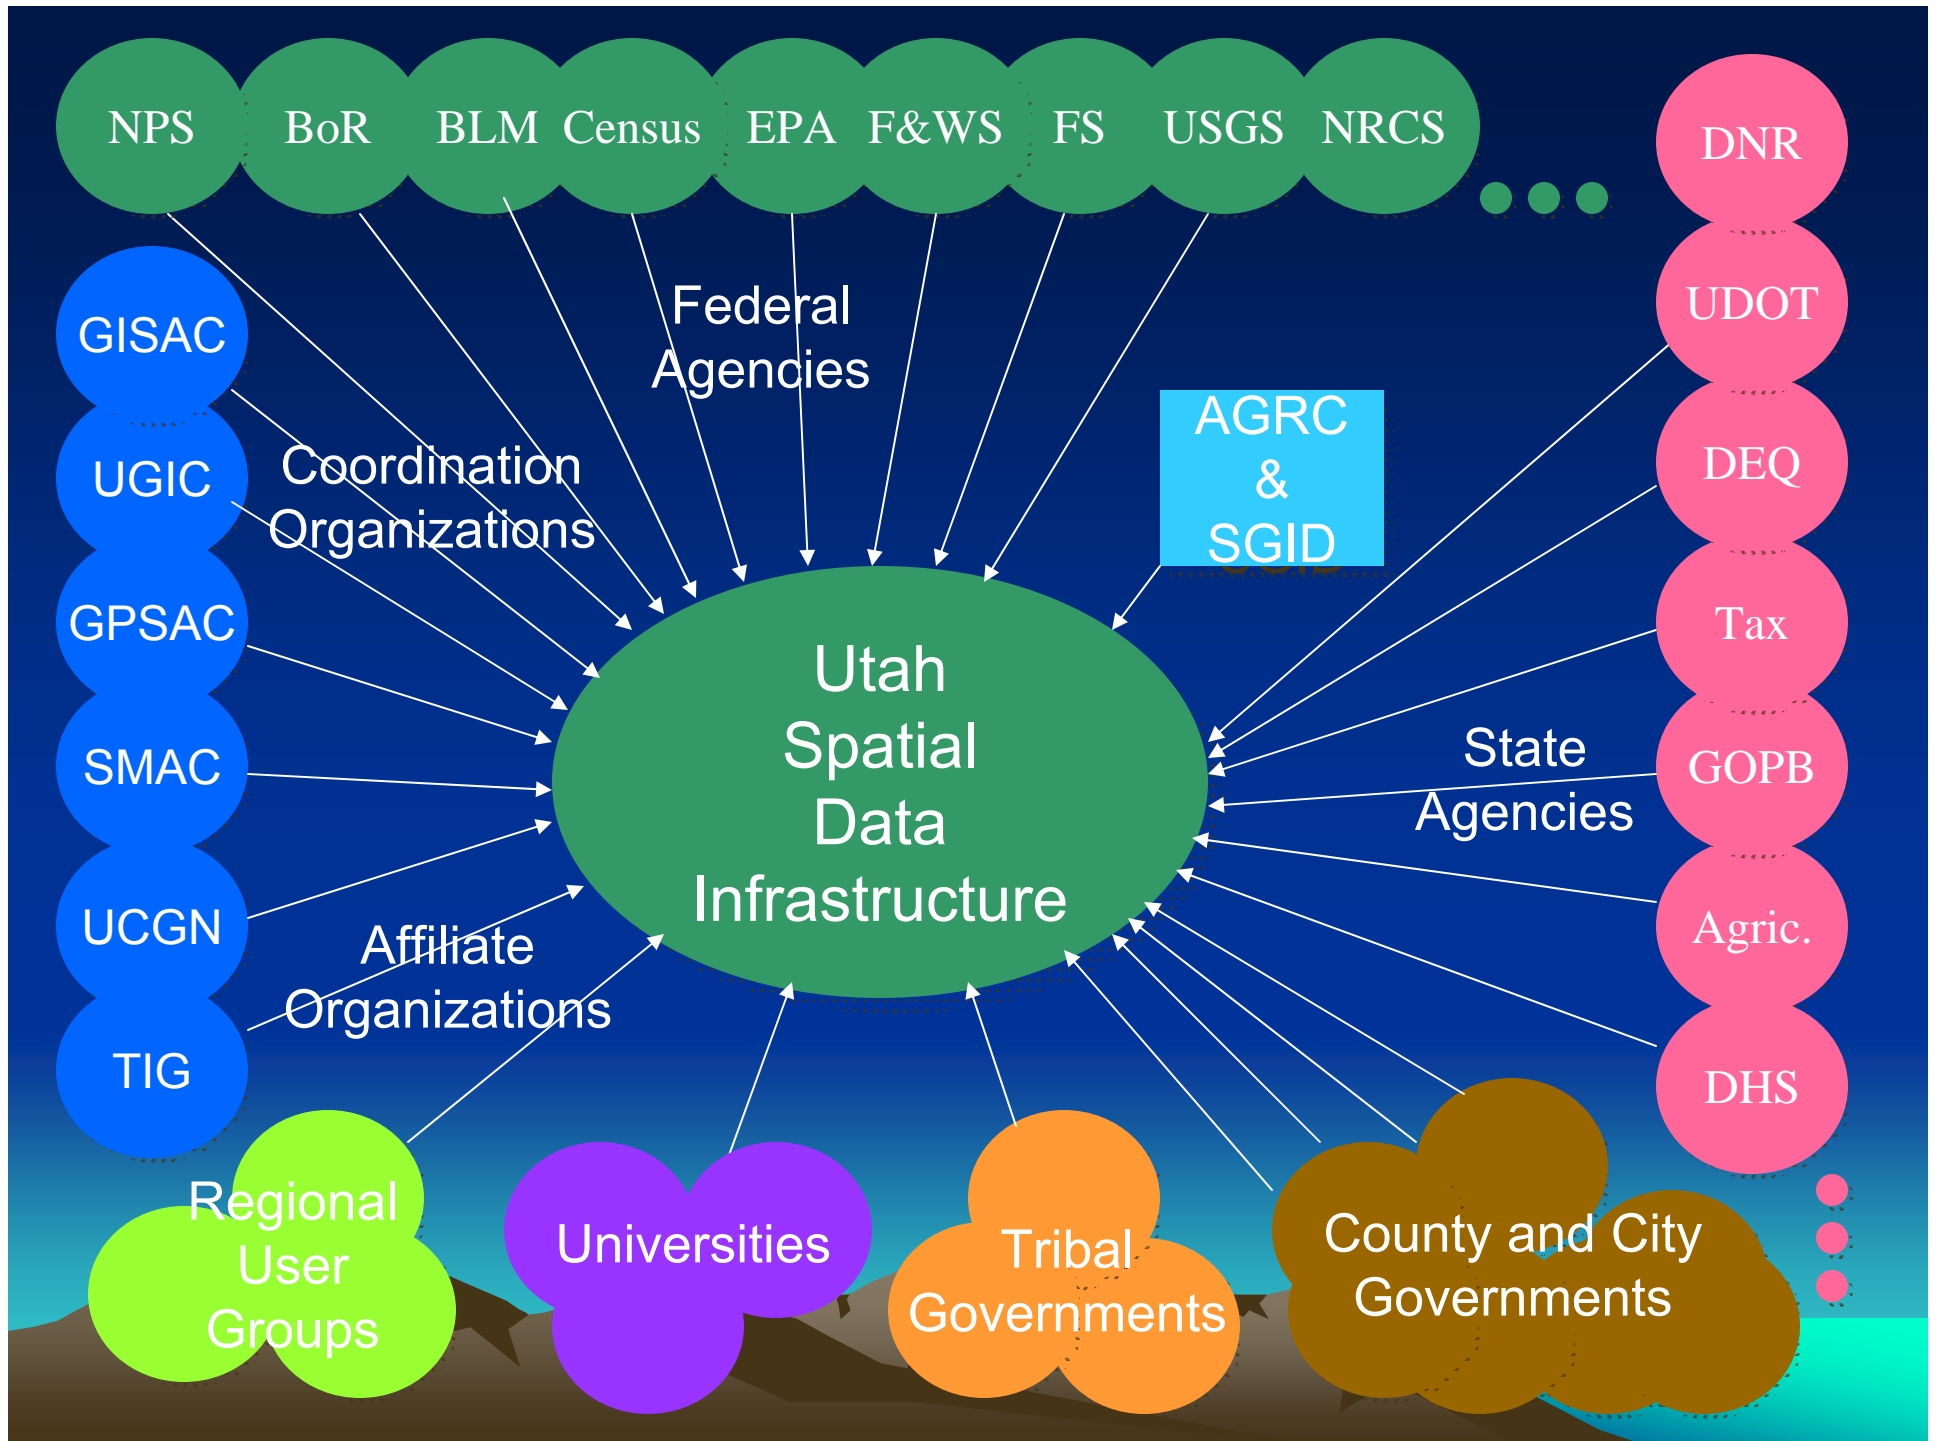 NPS BoR BLM Census EPA F&WS FS USGS NRCS
DNR
UDOT
DEQ
Tax
GOPB
Agric.
DHS
GISAC
UGIC
GPSAC
SMAC
UCGN
TIG
Federal
Agencies
Coordination
Organizations
AGRC
&
SGID
Utah
Spatial
Data
Infrastructure
State
Agencies
Affiliate
Organizations
Regional
User
Groups
Universities
Tribal
Governments
County and City
Governments